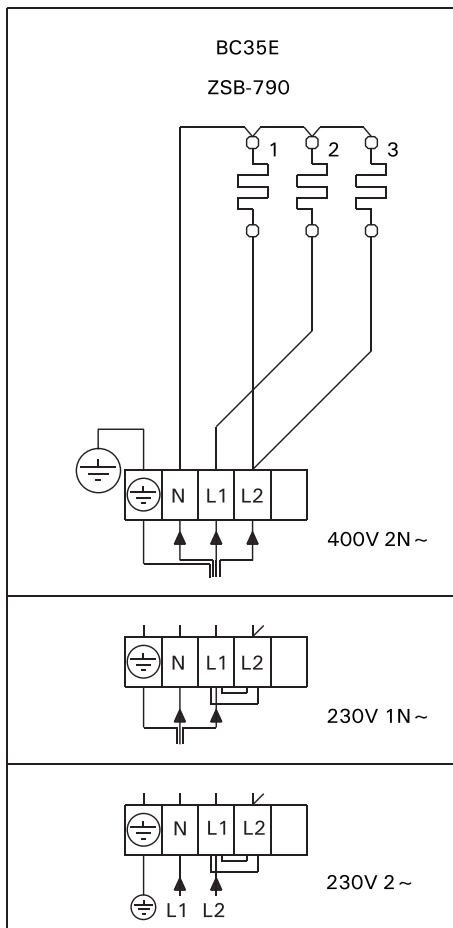 BC35E
ZSB-790
1 2 3
N L1 L2
400V 2N~
N L1 L2
230V 1N~
N L1 L2
230V 2~
L1 L2